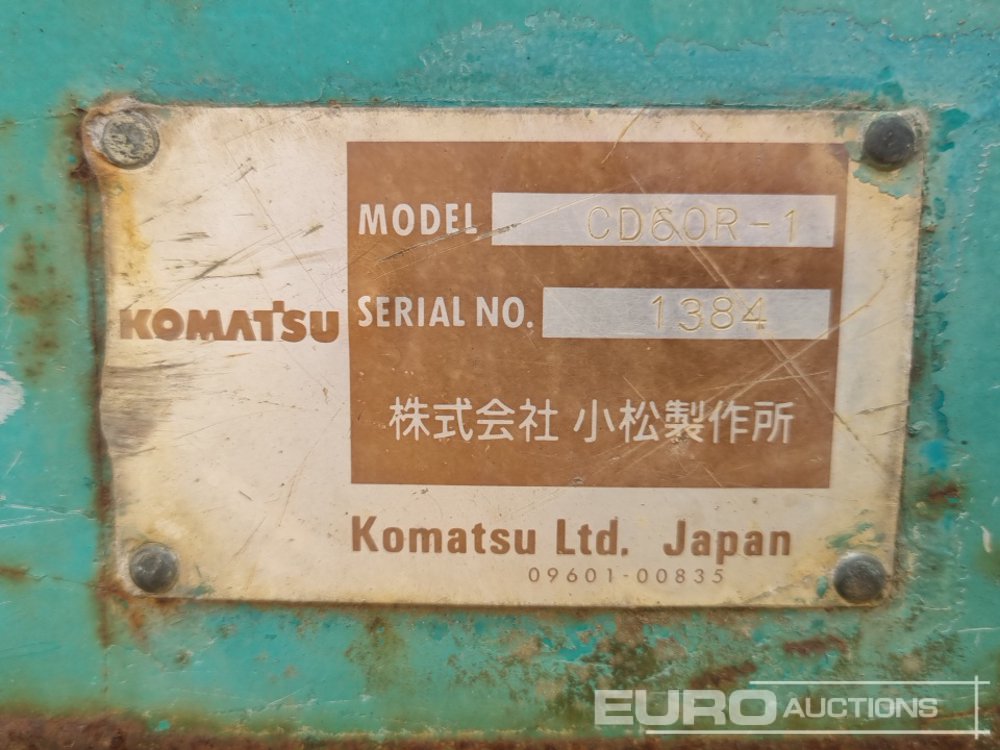 MODEL CD60R-1
KOMATSU
SERIAL NO. 1384
株式会社 小松製作所
Komatsu Ltd. Japan
09601-00835
EURO AUCTIONS